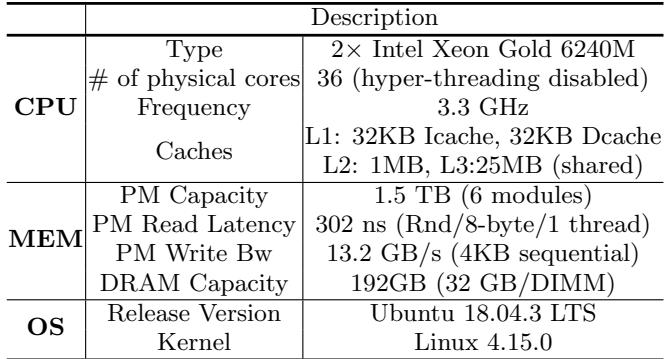 Description
Type 2× Intel Xeon Gold 6240M
# of physical cores 36 (hyper-threading disabled)
CPU Frequency 3.3 GHz
Caches L1: 32KB Icache, 32KB Dcache
L2: 1MB, L3:25MB (shared)
PM Capacity 1.5 TB (6 modules)
PM Read Latency 302 ns (Rnd/8-byte/1 thread)
MEM PM Write Bw 13.2 GB/s (4KB sequential)
DRAM Capacity 192GB (32 GB/DIMM)
OS Release Version Ubuntu 18.04.3 LTS
Kernel Linux 4.15.0